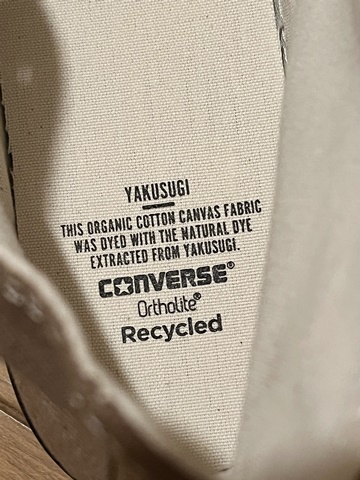 YAKUSUGI
THIS ORGANIC COTTON CANVAS FABRIC
WAS DYED WITH THE NATURAL DYE
EXTRACTED FROM YAKUSUGI.
CONVERSE®
Ortholite®
Recycled